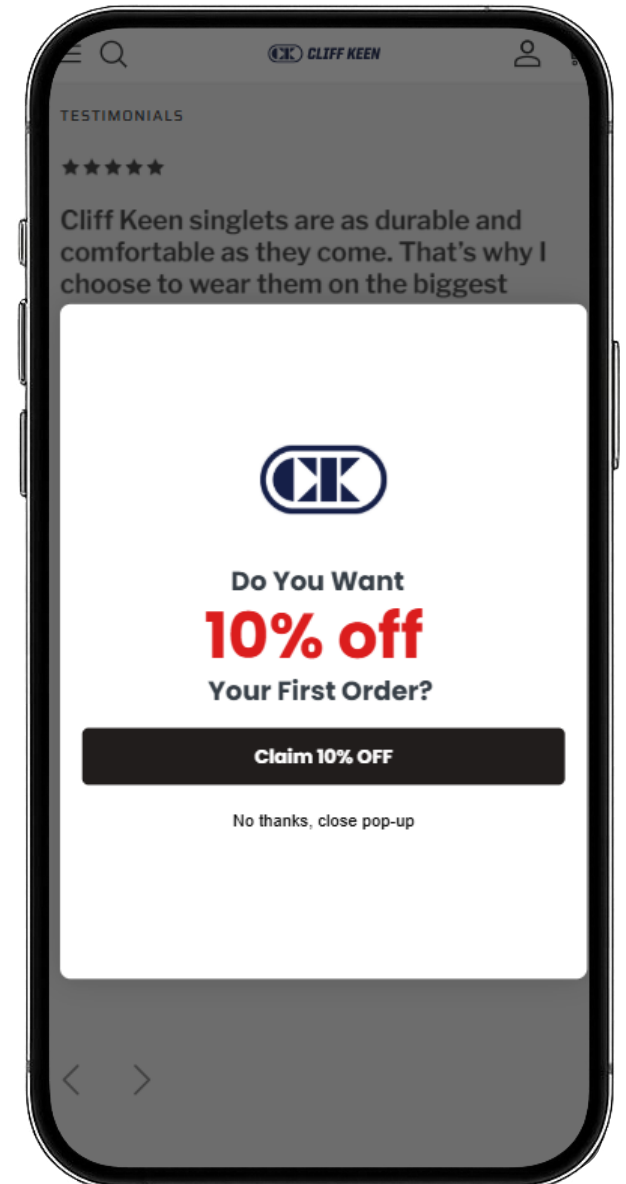 CK CLIFF KEEN
TESTIMONIALS
Cliff Keen singlets are as durable and
comfortable as they come. That's why I
choose to wear them on the biggest
CK
Do You Want
10% off
Your First Order?
Claim 10% OFF
No thanks, close pop-up